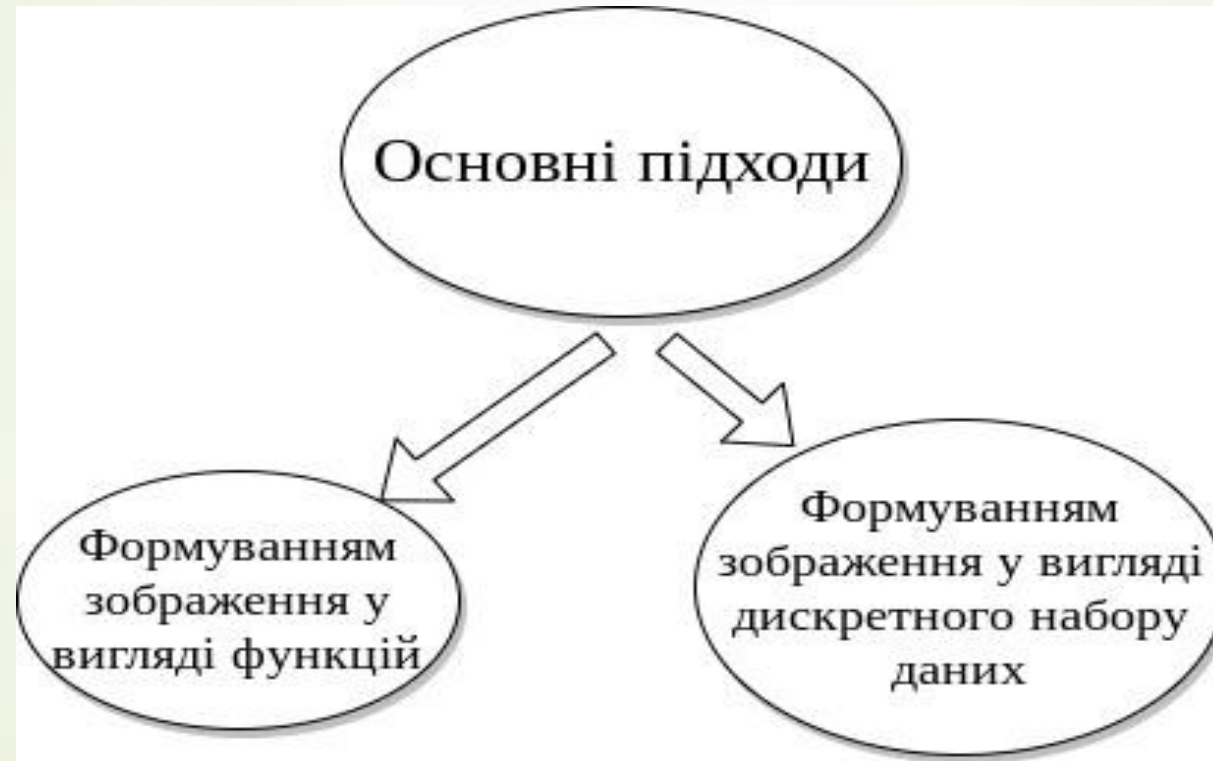 Основні підходи
Формуванням
зображення у
вигляді функцій
Формуванням
зображення у вигляді
дискретного набору
даних